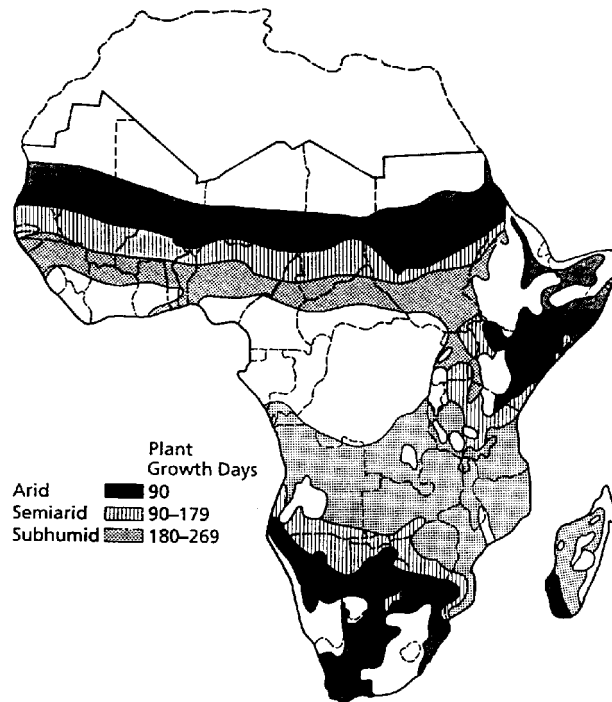 Plant
Growth Days
Arid 90
Semiarid 90–179
Subhumid 180–269